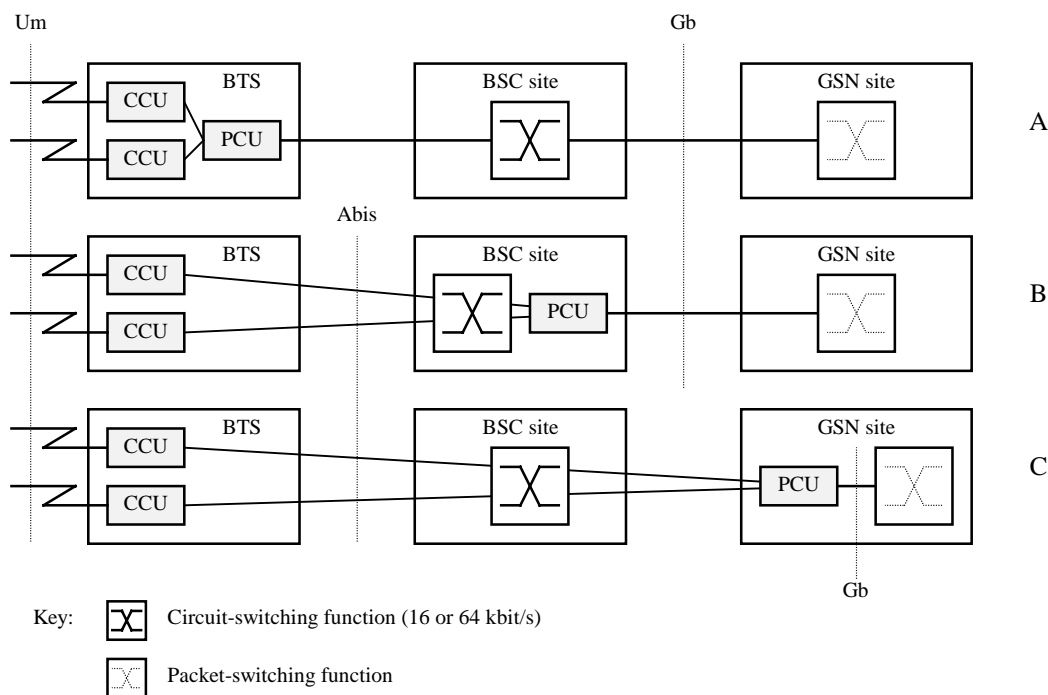 Um
Gb
BTS
BSC site
GSN site
CCU
CCU
PCU
A
Abis
BTS
BSC site
GSN site
CCU
CCU
PCU
B
BTS
BSC site
GSN site
CCU
CCU
PCU
C
Gb
Key:
Circuit-switching function (16 or 64 kbit/s)
Packet-switching function